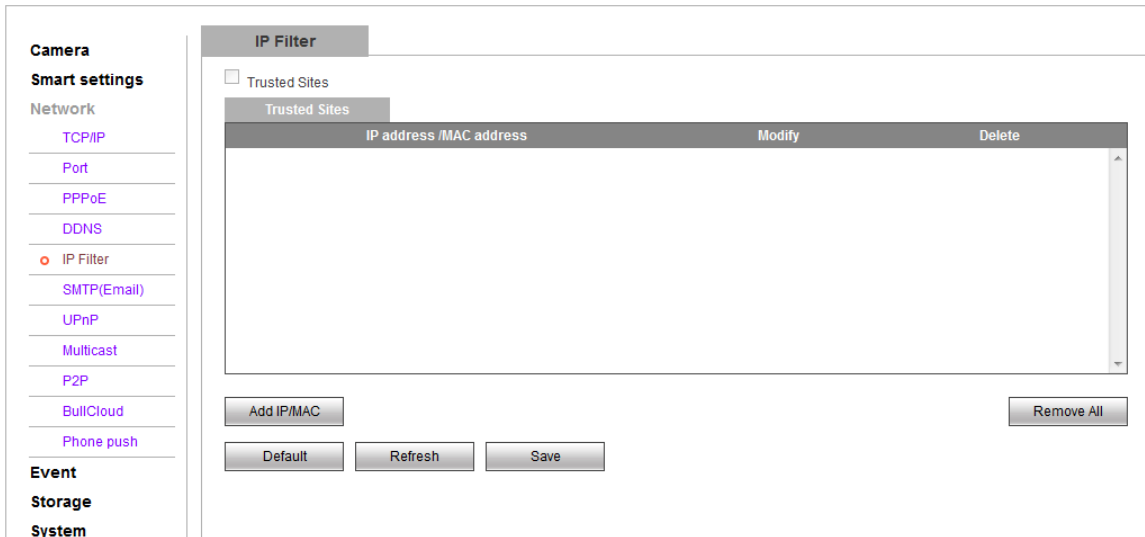 Camera
Smart settings
Network
TCP/IP
Port
PPPoE
DDNS
IP Filter
SMTP(Email)
UPnP
Multicast
P2P
BullCloud
Phone push
Event
Storage
System
IP Filter
Trusted Sites
Trusted Sites
IP address /MAC address Modify Delete
Add IP/MAC Remove All
Default Refresh Save